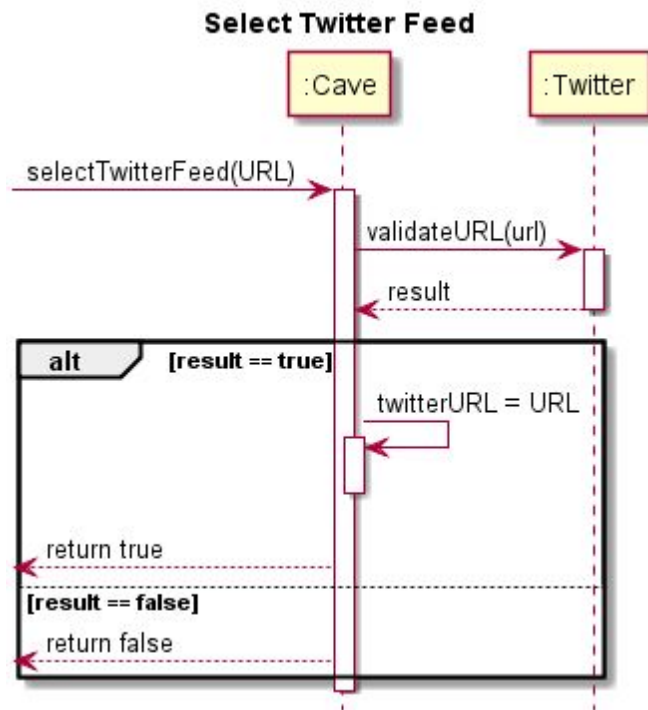 Select Twitter Feed
:Cave
:Twitter
selectTwitterFeed(URL)
validateURL(url)
result
alt
[result == true]
twitterURL = URL
return true
[result == false]
return false